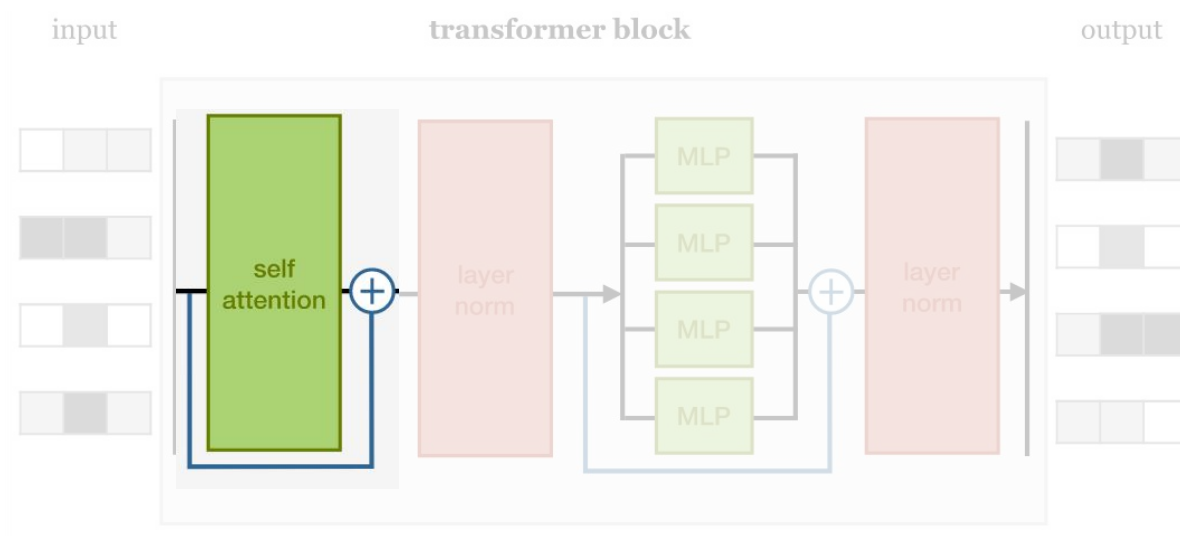 input
transformer block
output
self
attention
layer
norm
MLP
MLP
MLP
MLP
layer
norm